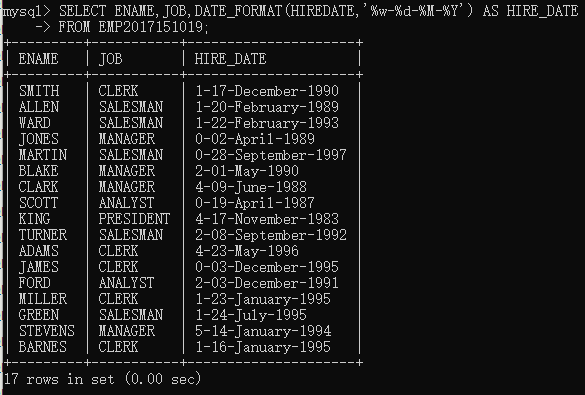 mysql> SELECT ENAME,JOB,DATE_FORMAT(HIREDATE,'%w-%d-%M-%Y') AS HIRE_DATE
    -> FROM EMP2017151019;
+---------+-----------+---------------------+
| ENAME   | JOB       | HIRE_DATE           |
+---------+-----------+---------------------+
| SMITH   | CLERK     | 1-17-December-1990  |
| ALLEN   | SALESMAN  | 1-20-February-1989  |
| WARD    | SALESMAN  | 1-22-February-1993  |
| JONES   | MANAGER   | 0-02-April-1989     |
| MARTIN  | SALESMAN  | 0-28-September-1997 |
| BLAKE   | MANAGER   | 2-01-May-1990       |
| CLARK   | MANAGER   | 4-09-June-1988      |
| SCOTT   | ANALYST   | 0-19-April-1987     |
| KING    | PRESIDENT | 4-17-November-1983  |
| TURNER  | SALESMAN  | 2-08-September-1992 |
| ADAMS   | CLERK     | 4-23-May-1996       |
| JAMES   | CLERK     | 0-03-December-1995  |
| FORD    | ANALYST   | 2-03-December-1991  |
| MILLER  | CLERK     | 1-23-January-1995   |
| GREEN   | SALESMAN  | 1-24-July-1995      |
| STEVENS | MANAGER   | 5-14-January-1994   |
| BARNES  | CLERK     | 1-16-January-1995   |
+---------+-----------+---------------------+
17 rows in set (0.00 sec)